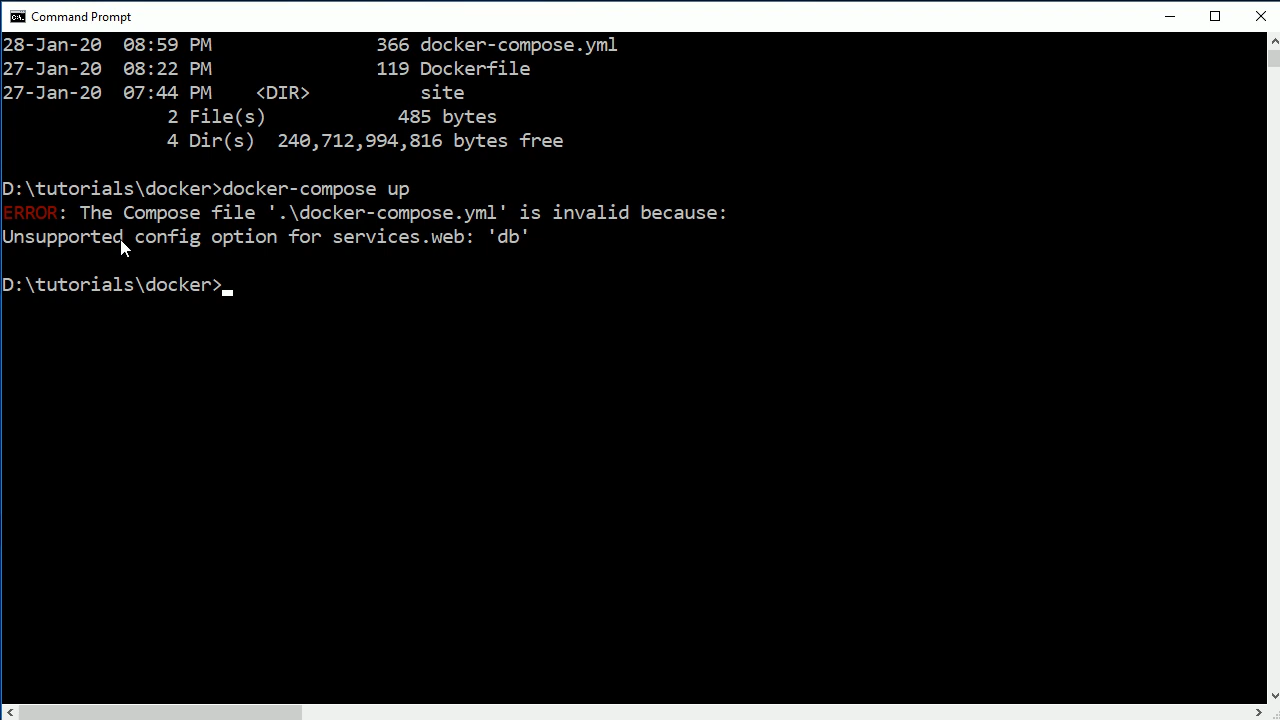 Command Prompt
28-Jan-20  08:59 PM               366 docker-compose.yml
27-Jan-20  08:22 PM               119 Dockerfile
27-Jan-20  07:44 PM    <DIR>          site
               2 File(s)            485 bytes
               4 Dir(s)  240,712,994,816 bytes free
D:\tutorials\docker>docker-compose up
ERROR: The Compose file '.\docker-compose.yml' is invalid because:
Unsupported config option for services.web: 'db'
D:\tutorials\docker>